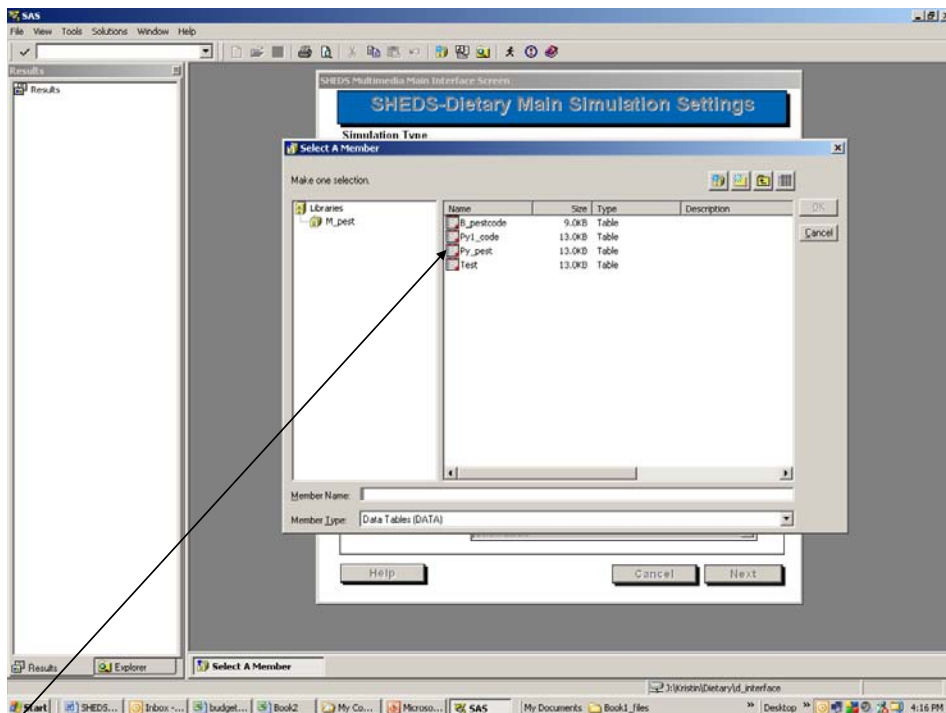 SAS
File View Tools Solutions Window Help
Results
Results
SHEDS Multimedia Main Interface Screen
SHEDS-Dietary Main Simulation Settings
Simulation Type
Select A Member
Make one selection.
Libraries
M_pest
Name Size Type Description
B_pestcode 9.0KB Table
Py1_code 13.0KB Table
Py_pest 13.0KB Table
Test 13.0KB Table
OK
Cancel
Member Name:
Member Type: Data Tables (DATA)
Help Cancel Next
Results Explorer Select A Member
J:\Kristin\Dietary\d_interface
Start SHEDS... Inbox -... budget... Book2 My Co... Microso... SAS My Documents Book1_files » Desktop » 4:16 PM